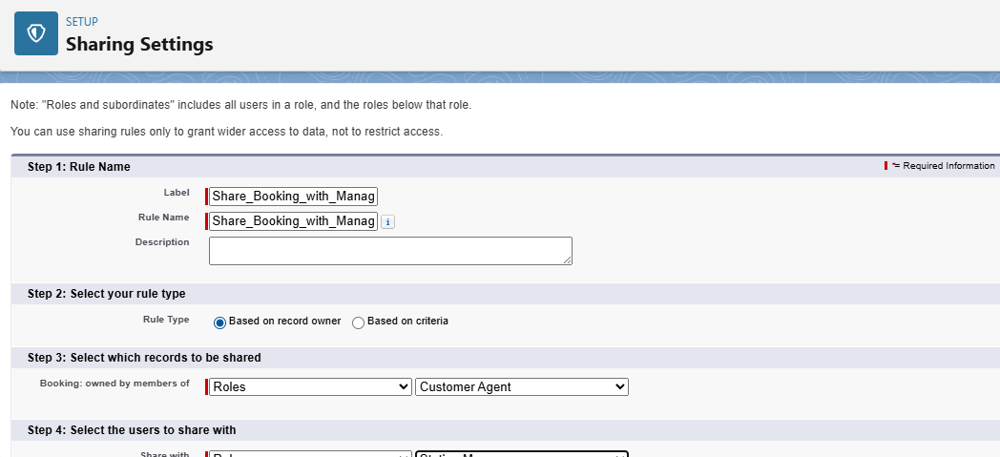 SETUP
Sharing Settings
Note: "Roles and subordinates" includes all users in a role, and the roles below that role.
You can use sharing rules only to grant wider access to data, not to restrict access.
Step 1: Rule Name
= Required Information
Label Share_Booking_with_Manag
Rule Name Share_Booking_with_Manag i
Description
Step 2: Select your rule type
Rule Type Based on record owner Based on criteria
Step 3: Select which records to be shared
Booking: owned by members of Roles Customer Agent
Step 4: Select the users to share with
Share with